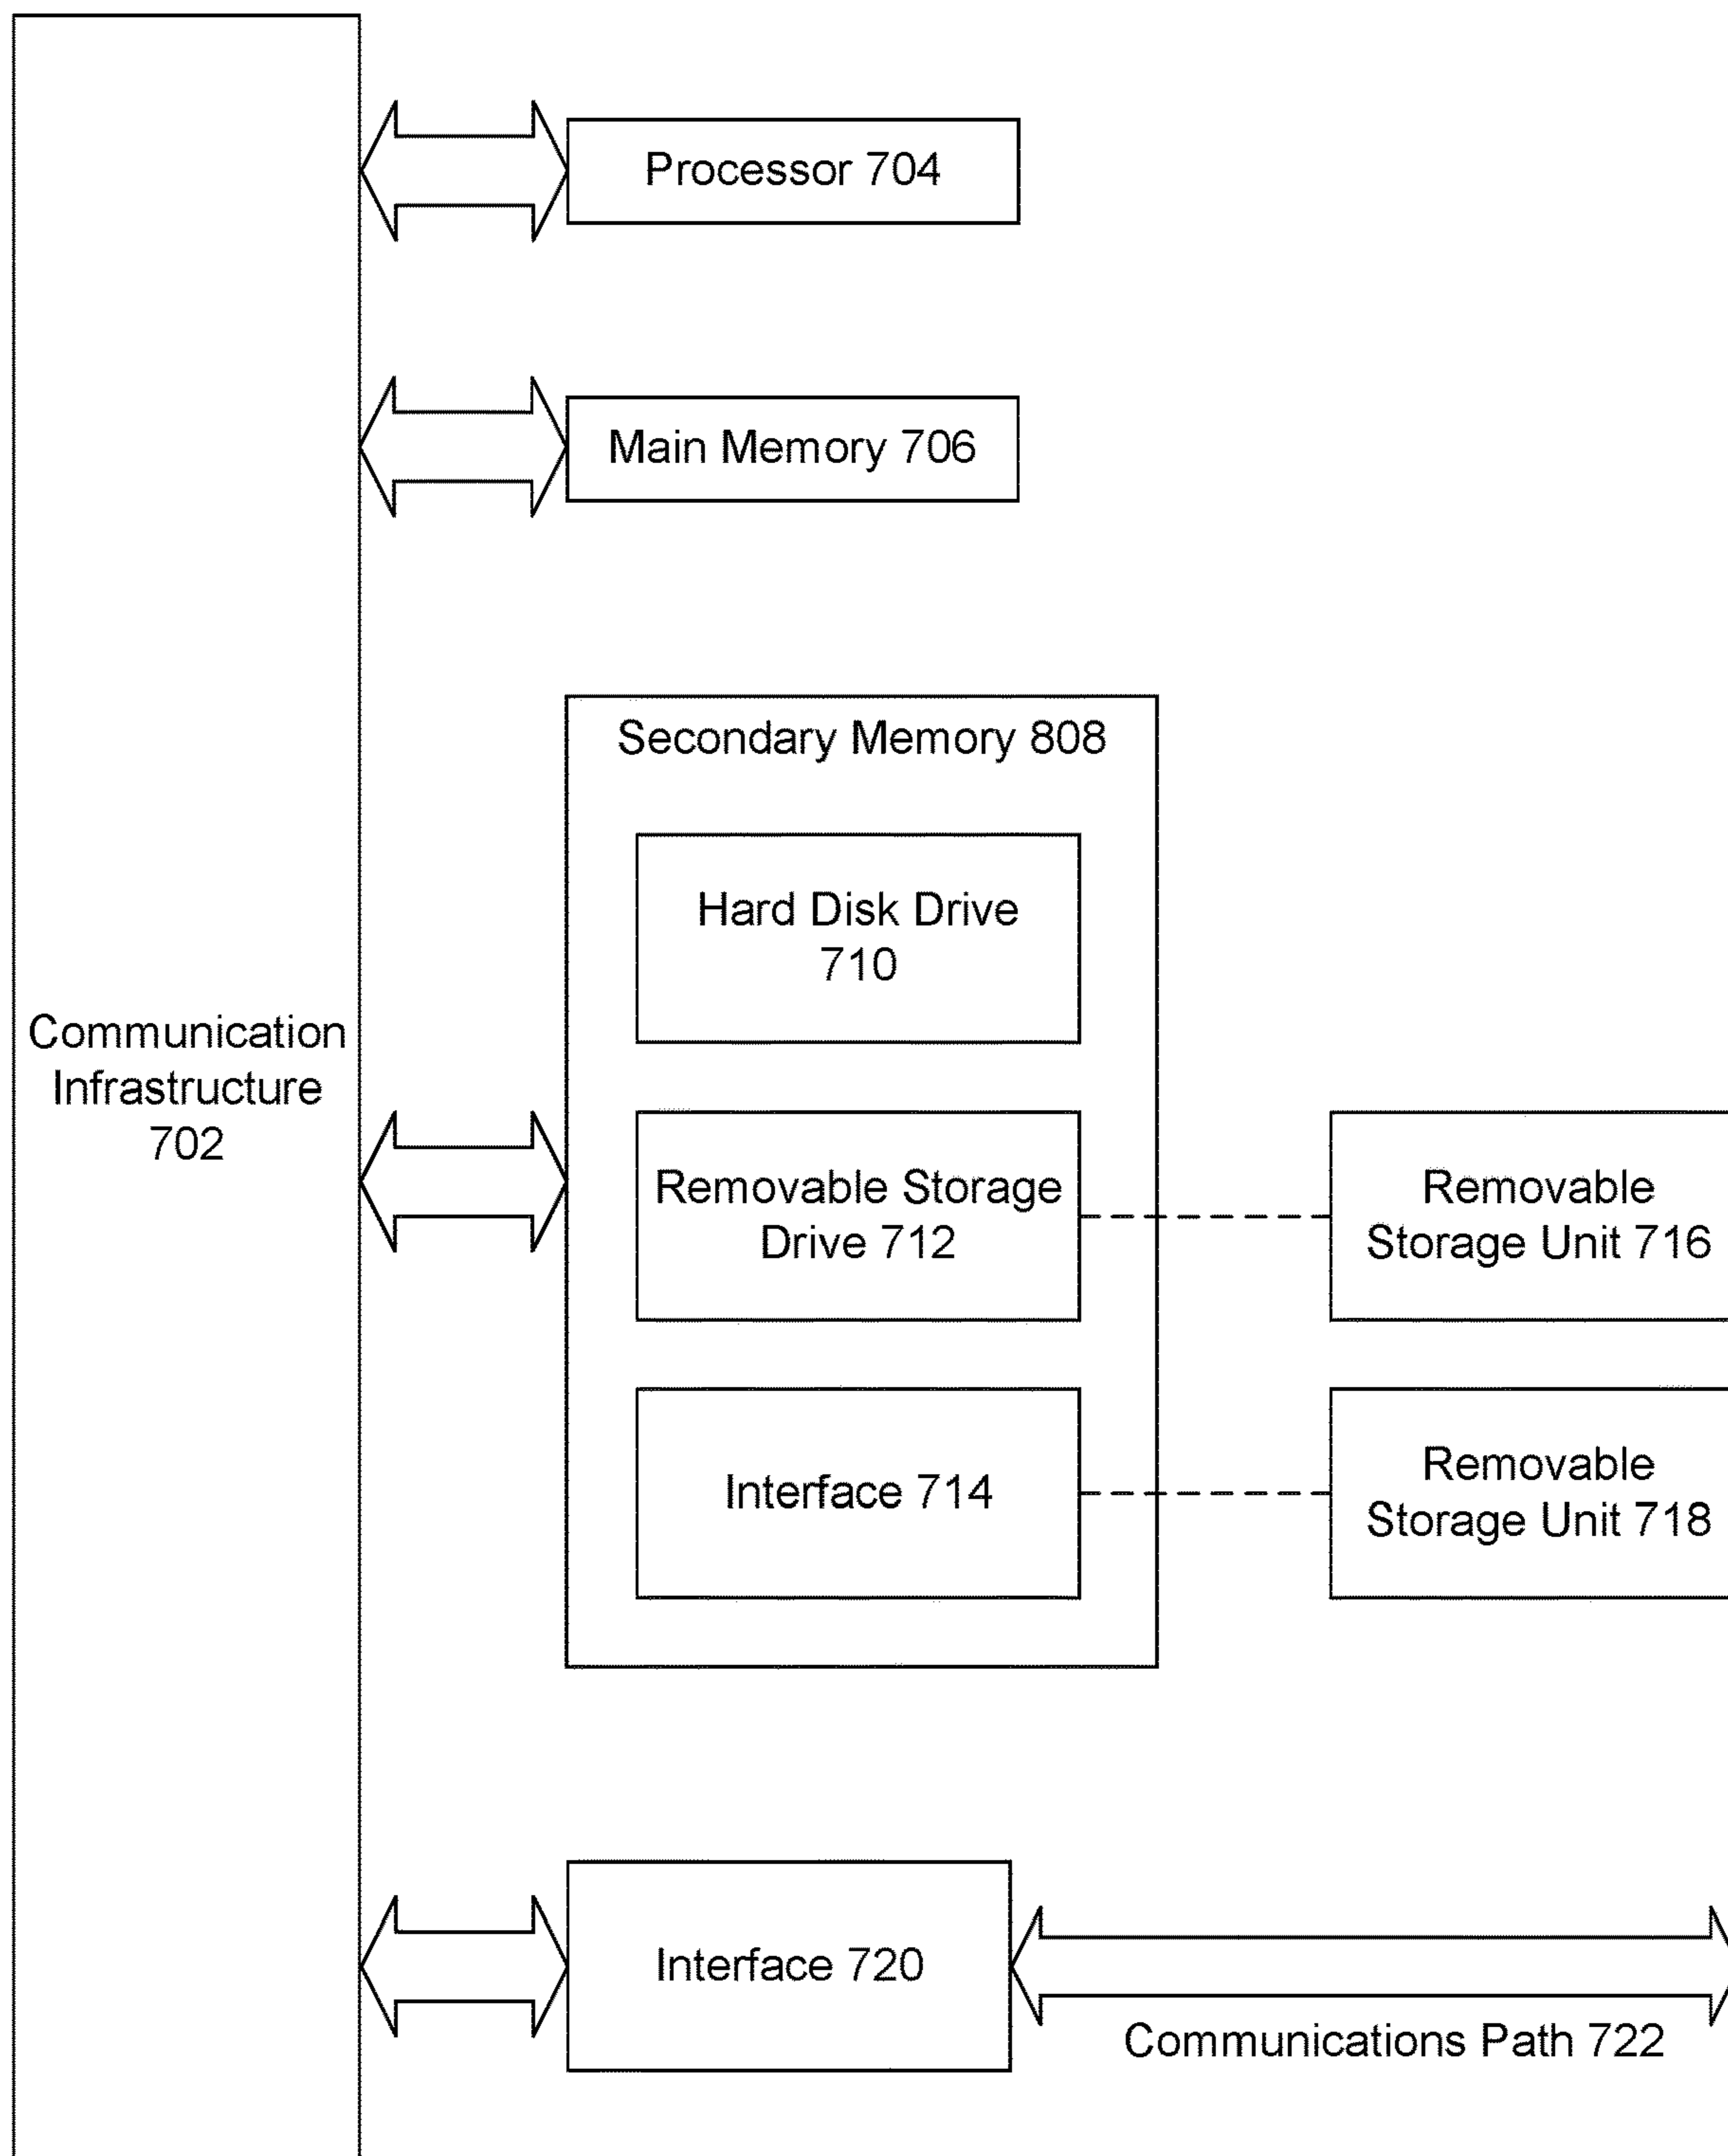 Processor 704
Main Memory 706
Secondary Memory 808
Hard Disk Drive
710
Communication
Infrastructure
702
Removable Storage
Drive 712
Removable
Storage Unit 716
Interface 714
Removable
Storage Unit 718
Interface 720
Communications Path 722